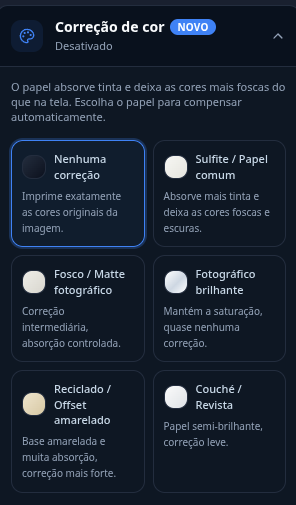 Correção de cor NOVO
Desativado
O papel absorve tinta e deixa as cores mais foscas do
que na tela. Escolha o papel para compensar
automaticamente.
Nenhuma
correção
Imprime exatamente
as cores originais da
imagem.
Sulfite / Papel
comum
Absorve mais tinta e
deixa as cores foscas e
escuras.
Fosco / Matte
fotográfico
Correção
intermediária,
absorção controlada.
Fotográfico
brilhante
Mantém a saturação,
quase nenhuma
correção.
Reciclado /
Offset
amarelado
Base amarelada e
muita absorção,
correção mais forte.
Couché /
Revista
Papel semi-brilhante,
correção leve.